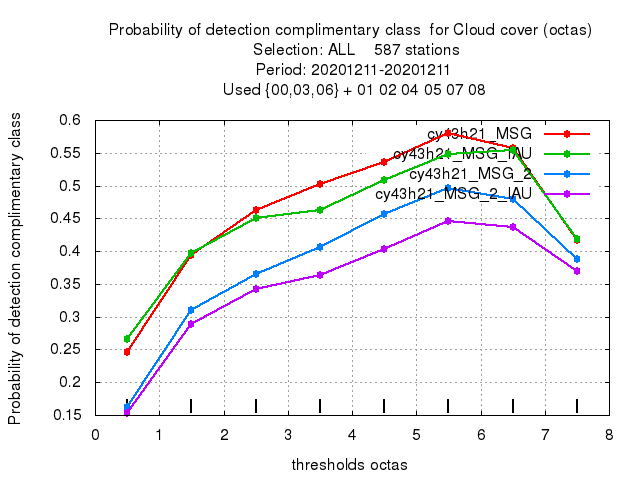 Probability of detection complimentary class  for Cloud cover (octas)
Selection: ALL    587 stations
Period: 20201211-20201211
Used {00,03,06} + 01 02 04 05 07 08
Probability of detection complimentary class
0.6
0.55
0.5
0.45
0.4
0.35
0.3
0.25
0.2
0.15
cy43h21_MSG
cy43h21_MSG_IAU
cy43h21_MSG_2
cy43h21_MSG_2_IAU
0 1 2 3 4 5 6 7 8
thresholds octas